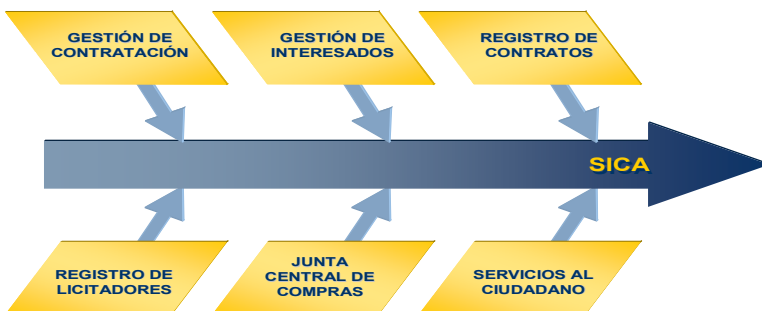 GESTIÓN DE
CONTRATACIÓN
GESTIÓN DE
INTERESADOS
REGISTRO DE
CONTRATOS
SICA
REGISTRO DE
LICITADORES
JUNTA
CENTRAL DE
COMPRAS
SERVICIOS AL
CIUDADANO